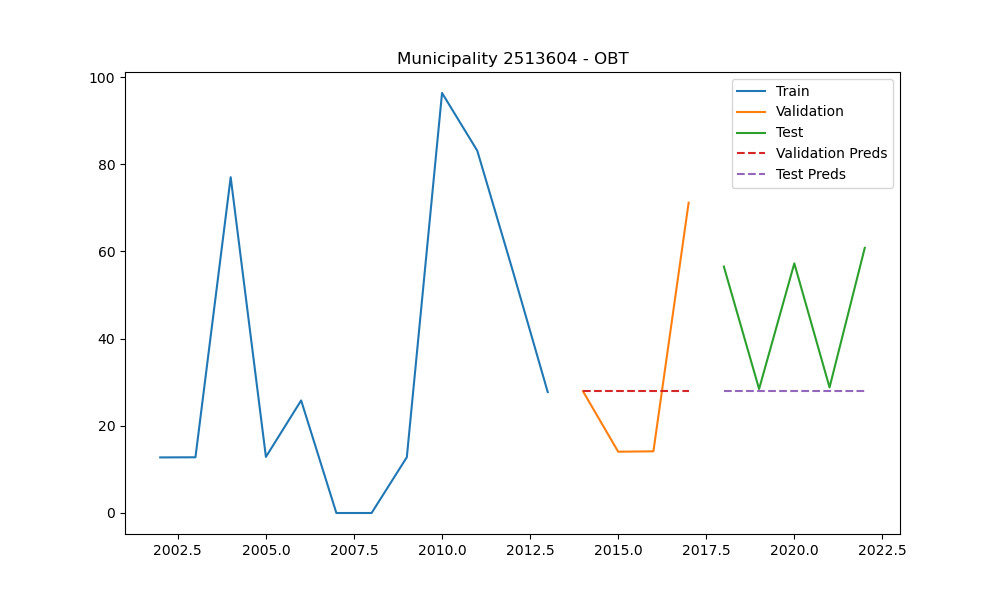 Municipality 2513604 - OBT
100
80
60
40
20
0
2002.5 2005.0 2007.5 2010.0 2012.5 2015.0 2017.5 2020.0 2022.5
Train
Validation
Test
Validation Preds
Test Preds